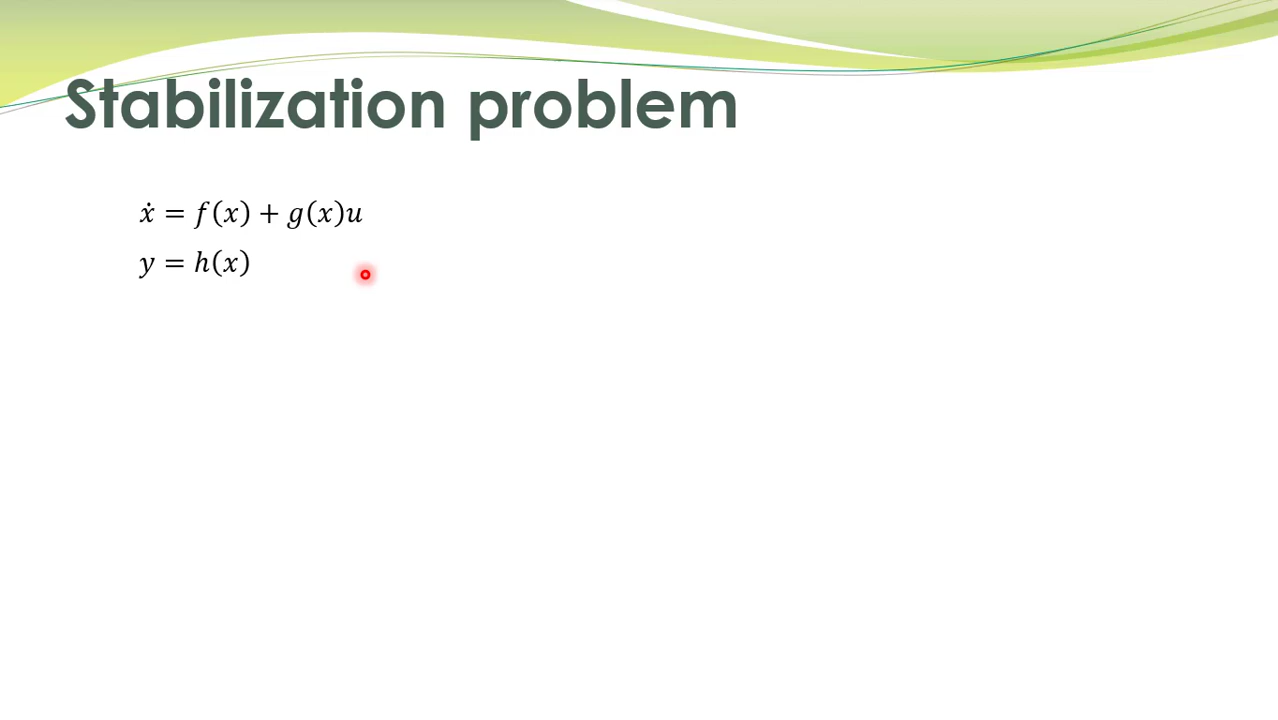 Stabilization problem
ẋ = f(x) + g(x)u
y = h(x)